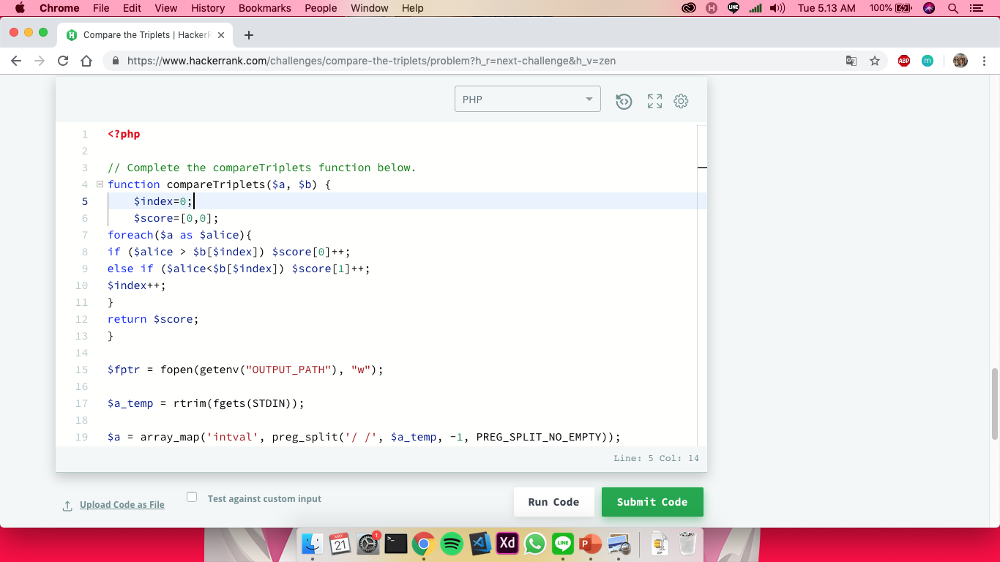 Chrome File Edit View History Bookmarks People Window Help LINE Tue 5.13 AM 100%
Compare the Triplets | HackerR
https://www.hackerrank.com/challenges/compare-the-triplets/problem?h_r=next-challenge&h_v=zen ABP m
PHP
1 <?php
2
3 // Complete the compareTriplets function below.
4 function compareTriplets($a, $b) {
5 $index=0;
6 $score=[0,0];
7 foreach($a as $alice){
8 if ($alice > $b[$index]) $score[0]++;
9 else if ($alice<$b[$index]) $score[1]++;
10 $index++;
11 }
12 return $score;
13 }
14
15 $fptr = fopen(getenv("OUTPUT_PATH"), "w");
16
17 $a_temp = rtrim(fgets(STDIN));
18
19 $a = array_map('intval', preg_split('/ /', $a_temp, -1, PREG_SPLIT_NO_EMPTY));
Line: 5 Col: 14
Upload Code as File Test against custom input Run Code Submit Code
MAY 21 1 Xd LINE P ZIP